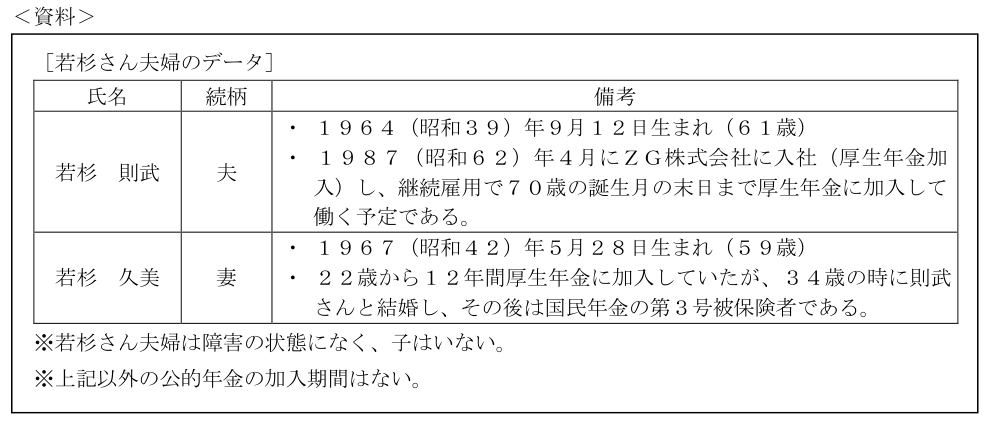 ＜資料＞
［若杉さん夫婦のデータ］
氏名　続柄　備考
若杉　則武　夫
・　１９６４（昭和３９）年９月１２日生まれ（６１歳）
・　１９８７（昭和６２）年４月にＺＧ株式会社に入社（厚生年金加
入）し、継続雇用で７０歳の誕生月の末日まで厚生年金に加入して
働く予定である。
若杉　久美　妻
・　１９６７（昭和４２）年５月２８日生まれ（５９歳）
・　２２歳から１２年間厚生年金に加入していたが、３４歳の時に則武
さんと結婚し、その後は国民年金の第３号被保険者である。
※若杉さん夫婦は障害の状態になく、子はいない。
※上記以外の公的年金の加入期間はない。